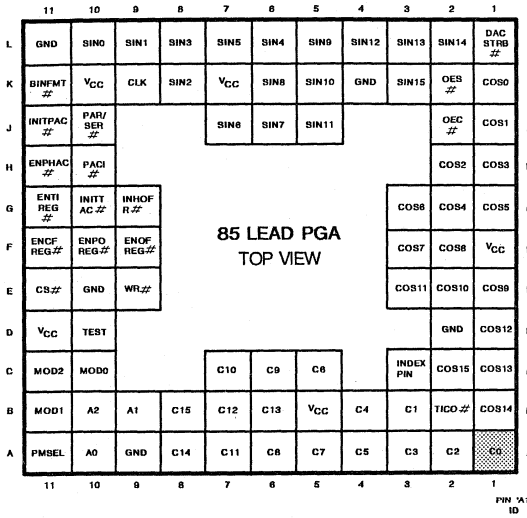 11 10 9 8 7 6 5 4 3 2 1
L GND SIN0 SIN1 SIN3 SIN5 SIN4 SIN9 SIN12 SIN13 SIN14 DAC STRB #
K BINFMT # VCC CLK SIN2 VCC SIN8 SIN10 GND SIN15 OES # COS0
J INITPAC # PAR/ SER # SIN6 SIN7 SIN11 OEC # COS1
H ENPHAC # PACI # COS2 COS3
G ENTI REG # INITT AC # INHOF R # COS6 COS4 COS5
85 LEAD PGA
TOP VIEW
F ENCF REG# ENPO REG# ENOF REG# COS7 COS8 VCC
E CS# GND WR# COS11 COS10 COS9
D VCC TEST GND COS12
C MOD2 MOD0 C10 C9 C6 INDEX PIN COS15 COS13
B MOD1 A2 A1 C15 C12 C13 VCC C4 C1 TICO # COS14
A PMSEL A0 GND C14 C11 C8 C7 C5 C3 C2 C0
11 10 9 8 7 6 5 4 3 2 1
PIN 'A1
ID